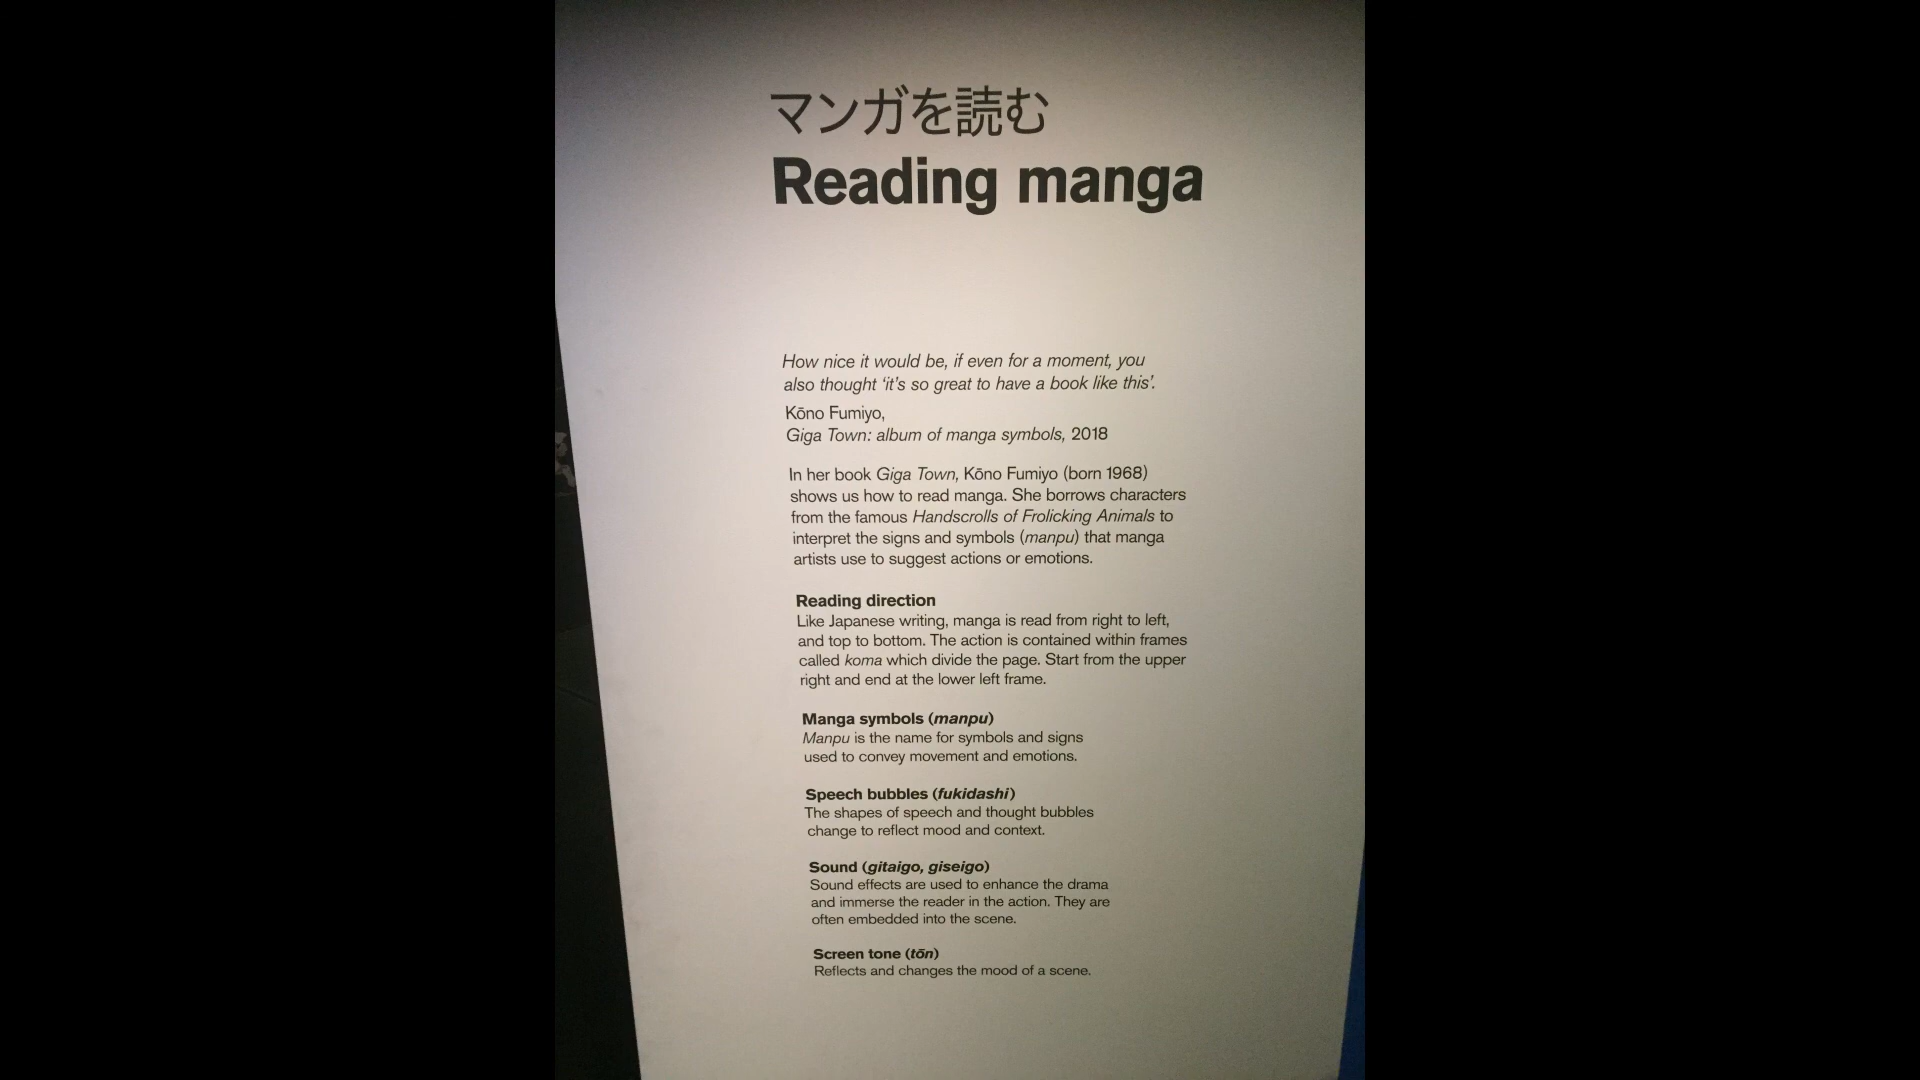 マンガを読む
Reading manga
How nice it would be, if even for a moment, you
also thought ‘it’s so great to have a book like this’.
Kōno Fumiyo,
Giga Town: album of manga symbols, 2018
In her book Giga Town, Kōno Fumiyo (born 1968)
shows us how to read manga. She borrows characters
from the famous Handscrolls of Frolicking Animals to
interpret the signs and symbols (manpu) that manga
artists use to suggest actions or emotions.
Reading direction
Like Japanese writing, manga is read from right to left,
and top to bottom. The action is contained within frames
called koma which divide the page. Start from the upper
right and end at the lower left frame.
Manga symbols (manpu)
Manpu is the name for symbols and signs
used to convey movement and emotions.
Speech bubbles (fukidashi)
The shapes of speech and thought bubbles
change to reflect mood and context.
Sound (gitaigo, giseigo)
Sound effects are used to enhance the drama
and immerse the reader in the action. They are
often embedded into the scene.
Screen tone (tōn)
Reflects and changes the mood of a scene.